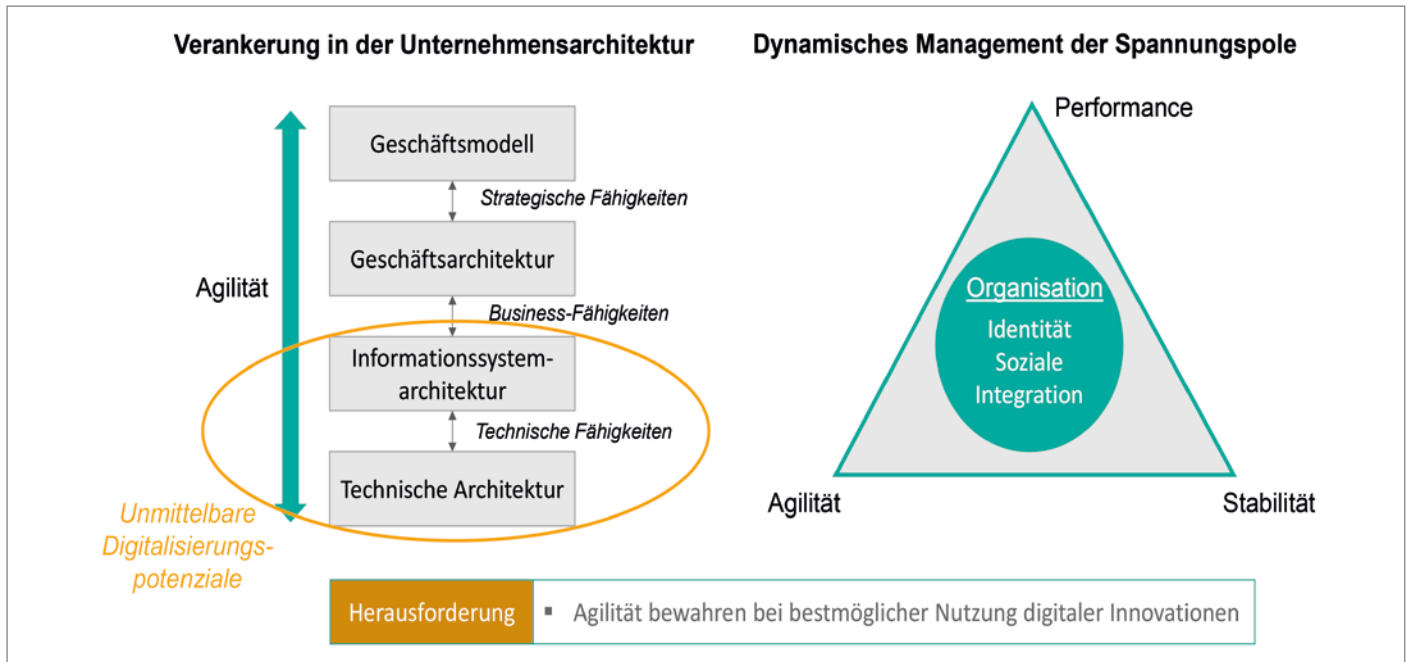 Verankerung in der Unternehmensarchitektur
Dynamisches Management der Spannungspole
Geschäftsmodell
Strategische Fähigkeiten
Geschäftsarchitektur
Agilität
Business-Fähigkeiten
Informationssystem-
architektur
Technische Fähigkeiten
Technische Architektur
Unmittelbare
Digitalisierungs-
potenziale
Performance
Organisation
Identität
Soziale
Integration
Agilität
Stabilität
Herausforderung
▪ Agilität bewahren bei bestmöglicher Nutzung digitaler Innovationen